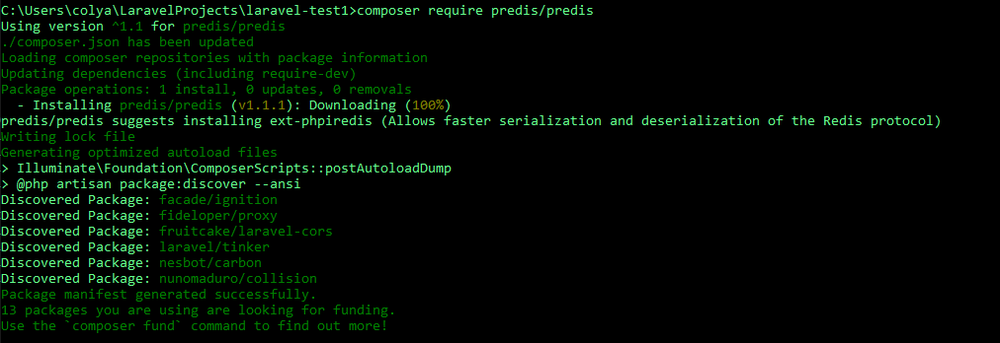 C:\Users\colya\LaravelProjects\laravel-test1>composer require predis/predis
Using version ^1.1 for predis/predis
./composer.json has been updated
Loading composer repositories with package information
Updating dependencies (including require-dev)
Package operations: 1 install, 0 updates, 0 removals
  - Installing predis/predis (v1.1.1): Downloading (100%)
predis/predis suggests installing ext-phpiredis (Allows faster serialization and deserialization of the Redis protocol)
Writing lock file
Generating optimized autoload files
> Illuminate\Foundation\ComposerScripts::postAutoloadDump
> @php artisan package:discover --ansi
Discovered Package: facade/ignition
Discovered Package: fideloper/proxy
Discovered Package: fruitcake/laravel-cors
Discovered Package: laravel/tinker
Discovered Package: nesbot/carbon
Discovered Package: nunomaduro/collision
Package manifest generated successfully.
13 packages you are using are looking for funding.
Use the `composer fund` command to find out more!